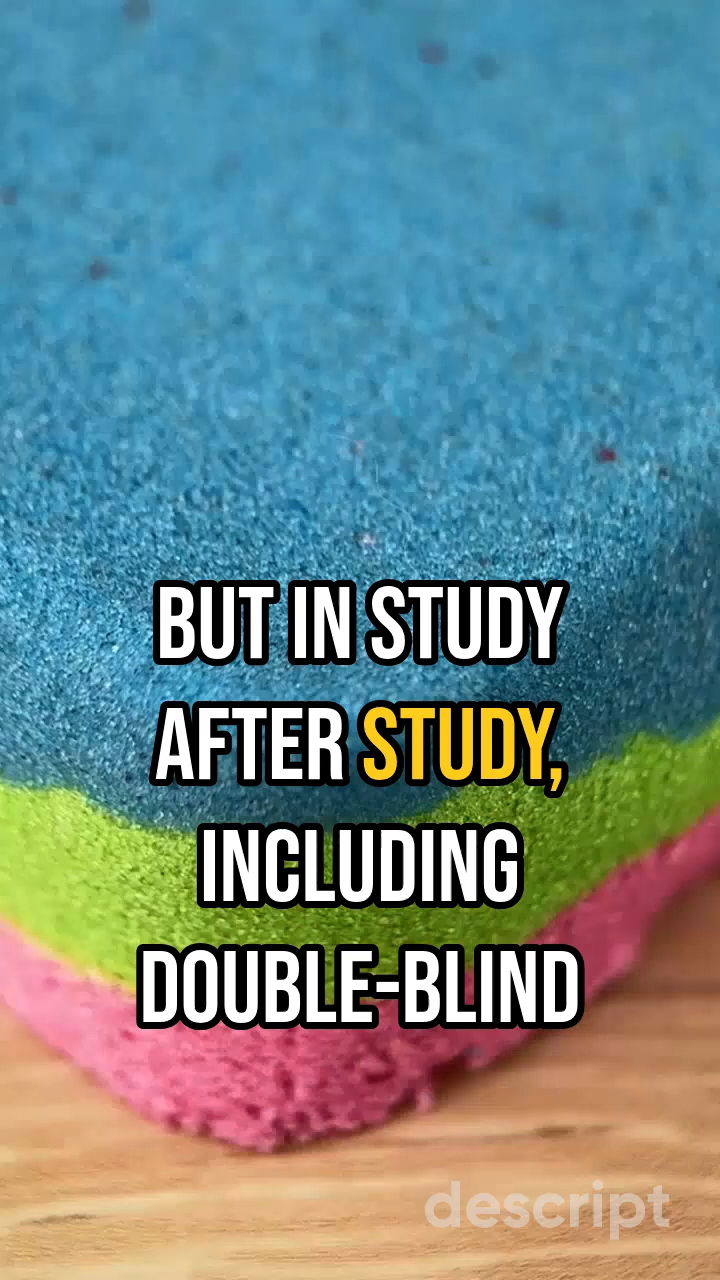 BUT IN STUDY
AFTER STUDY,
INCLUDING
DOUBLE-BLIND
descript